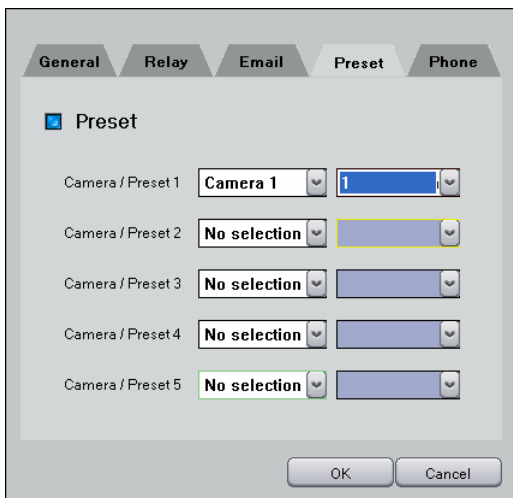 General Relay Email Preset Phone
Preset
Camera / Preset 1 Camera 1 1
Camera / Preset 2 No selection
Camera / Preset 3 No selection
Camera / Preset 4 No selection
Camera / Preset 5 No selection
OK Cancel